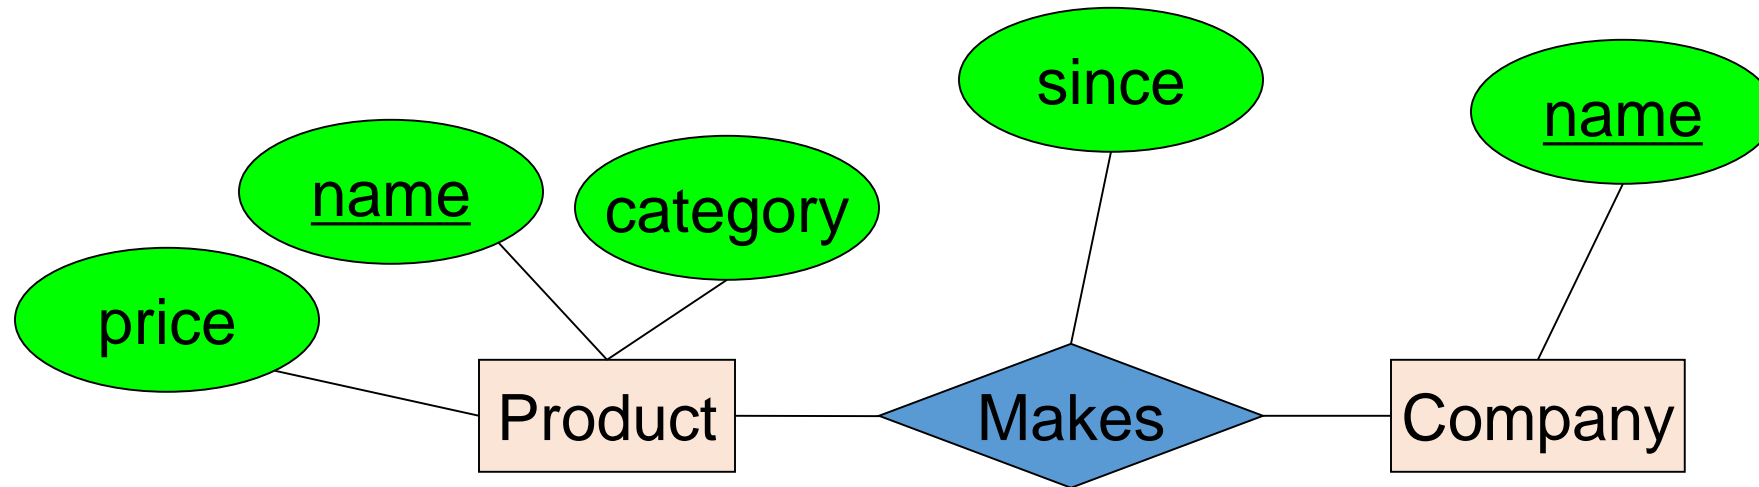 since
name
name
category
price
Product
Makes
Company